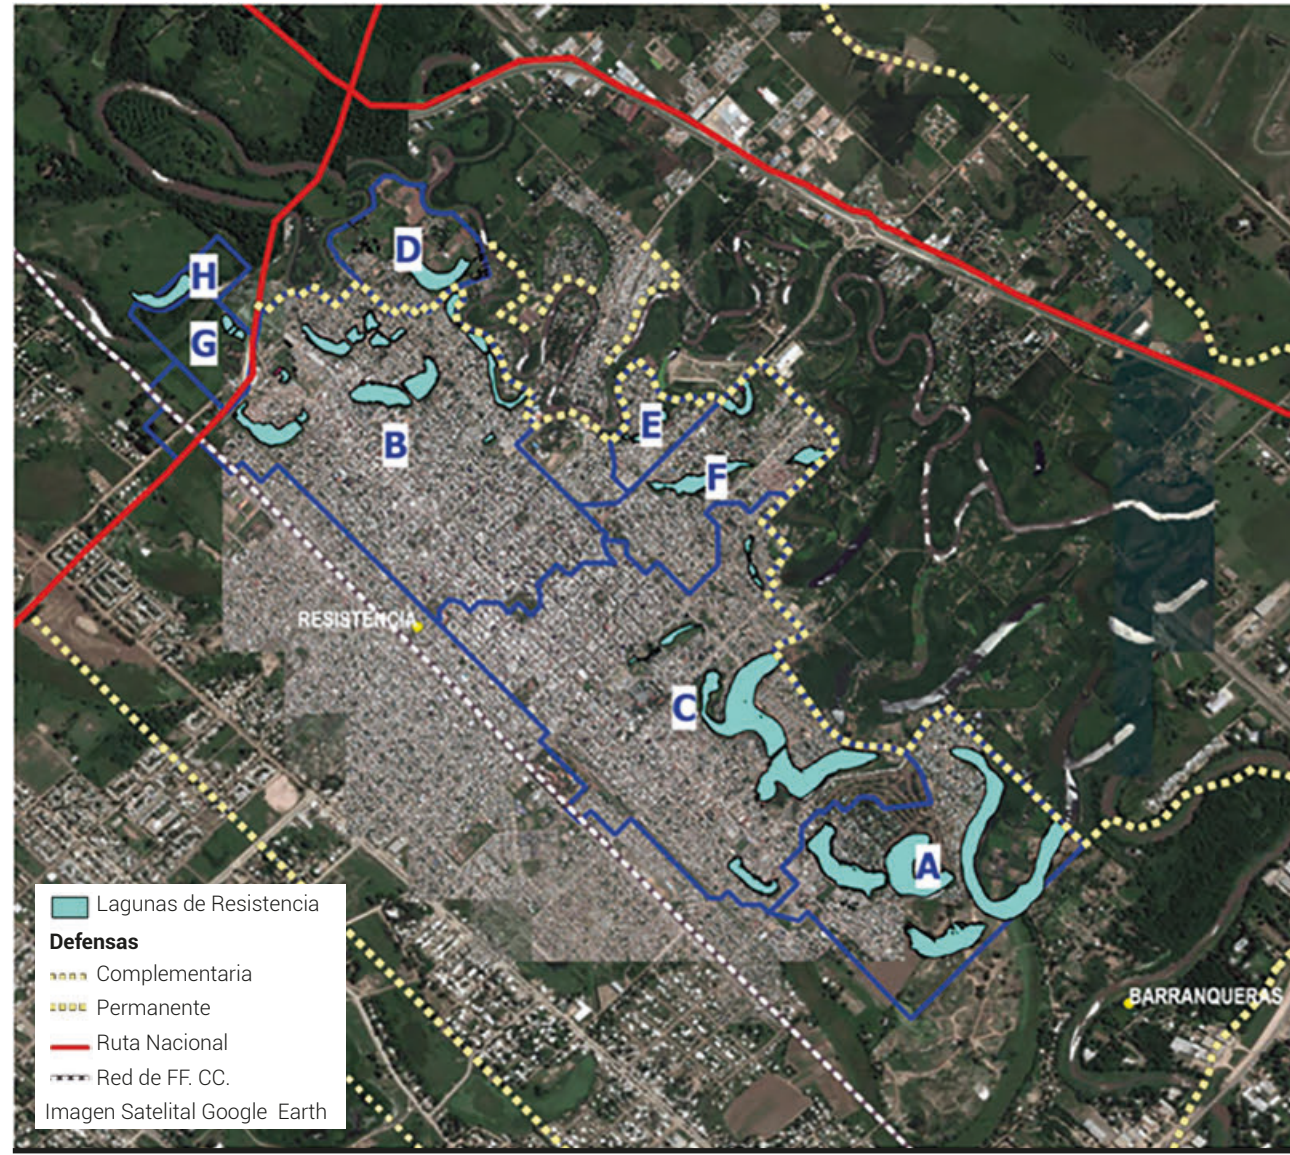 D
H
G
E
B
F
RESISTENCIA
C
A
Lagunas de Resistencia
Defensas
Complementaria
Permanente
Ruta Nacional
Red de FF. CC.
Imagen Satelital Google Earth
BARRANQUERAS